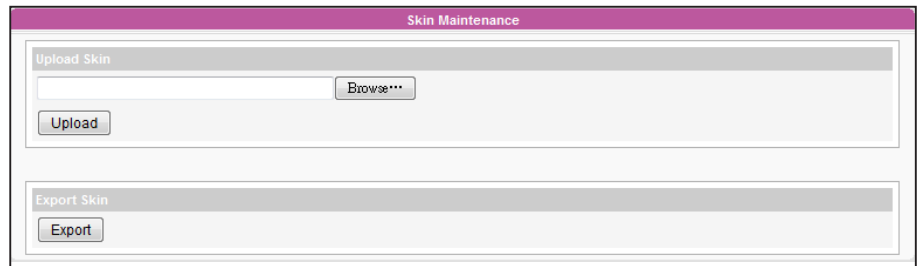 Skin Maintenance
Upload Skin
Browse···
Upload
Export Skin
Export